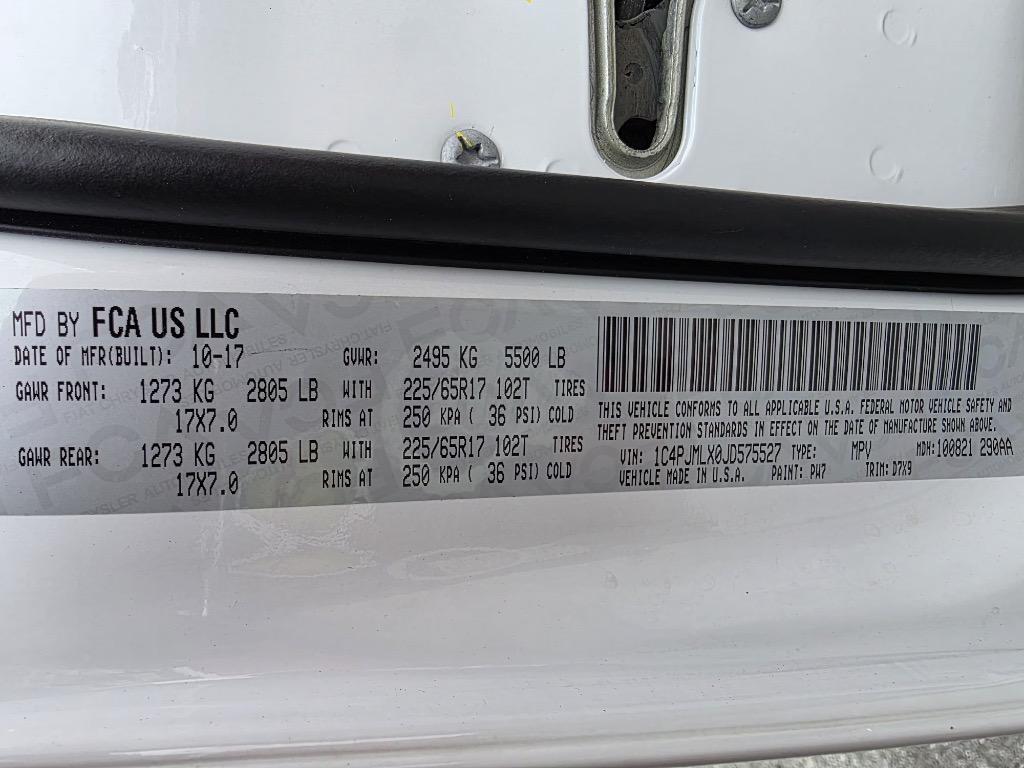 MFD BY FCA US LLC
DATE OF MFR(BUILT): 10-17 GVWR: 2495 KG 5500 LB
GAWR FRONT: 1273 KG 2805 LB WITH 225/65R17 102T TIRES
17X7.0 RIMS AT 250 KPA ( 36 PSI) COLD
GAWR REAR: 1273 KG 2805 LB WITH 225/65R17 102T TIRES
17X7.0 RIMS AT 250 KPA ( 36 PSI) COLD
THIS VEHICLE CONFORMS TO ALL APPLICABLE U.S.A. FEDERAL MOTOR VEHICLE SAFETY AND
THEFT PREVENTION STANDARDS IN EFFECT ON THE DATE OF MANUFACTURE SHOWN ABOVE.
VIN: 1C4PJMLX0JD575527 TYPE: MPV MDH: 100821 290AA
VEHICLE MADE IN U.S.A. PAINT: PW7 TRIM: D7X9